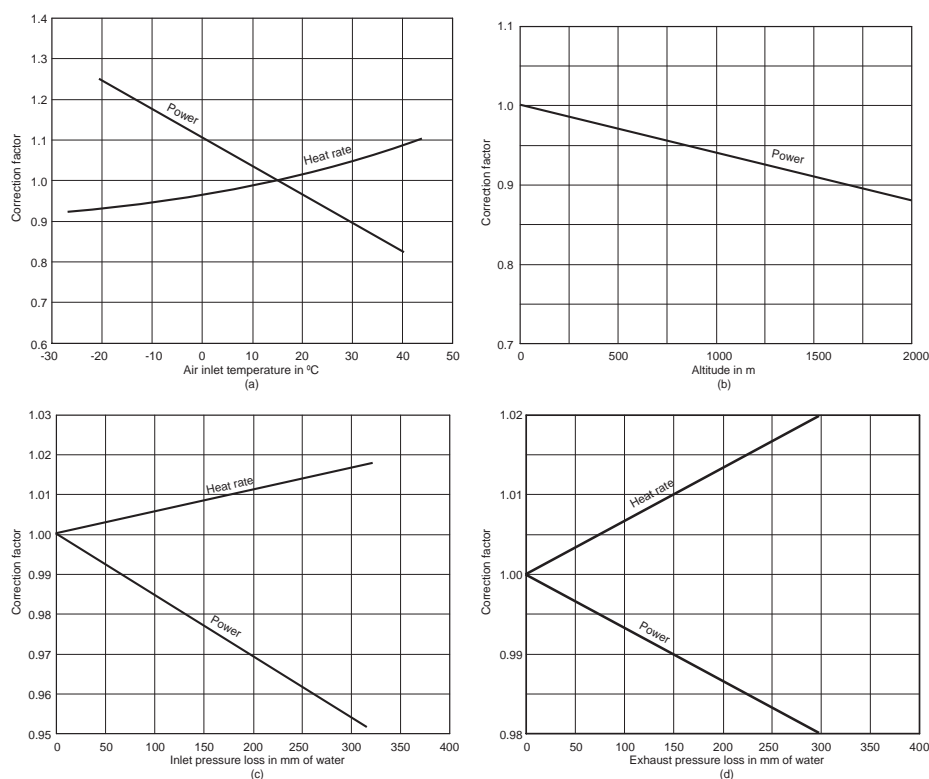 1.4
1.3
1.2
1.1
1.0
0.9
0.8
0.7
0.6
Correction factor
Power
Heat rate
-30 -20 -10 0 10 20 30 40 50
Air inlet temperature in ºC
(a)
1.1
1.0
0.9
0.8
0.7
Correction factor
Power
0 500 1000 1500 2000
Altitude in m
(b)
1.03
1.02
1.01
1.00
0.99
0.98
0.97
0.96
0.95
Correction factor
Heat rate
Power
0 50 100 150 200 250 300 350 400
Inlet pressure loss in mm of water
(c)
1.02
1.01
1.00
0.99
0.98
Correction factor
Heat rate
Power
0 50 100 150 200 250 300 350 400
Exhaust pressure loss in mm of water
(d)